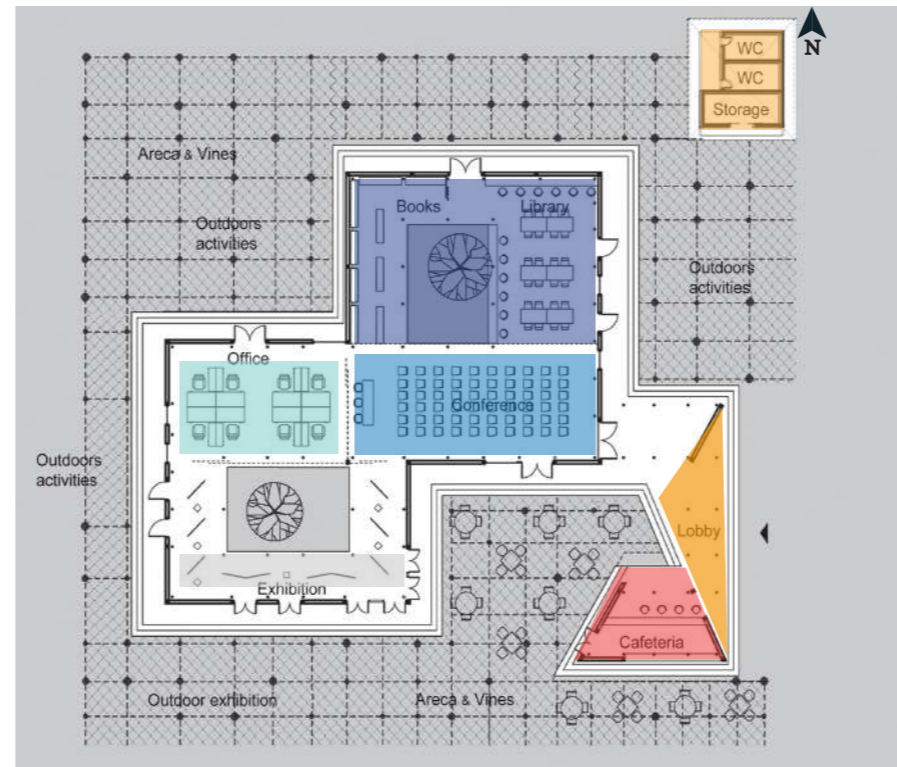 N
WC
WC
Storage
Areca & Vines
Books
Library
Outdoors
activities
Outdoors
activities
Office
Conference
Outdoors
activities
Lobby
Exhibition
Cafeteria
Outdoor exhibition
Areca & Vines